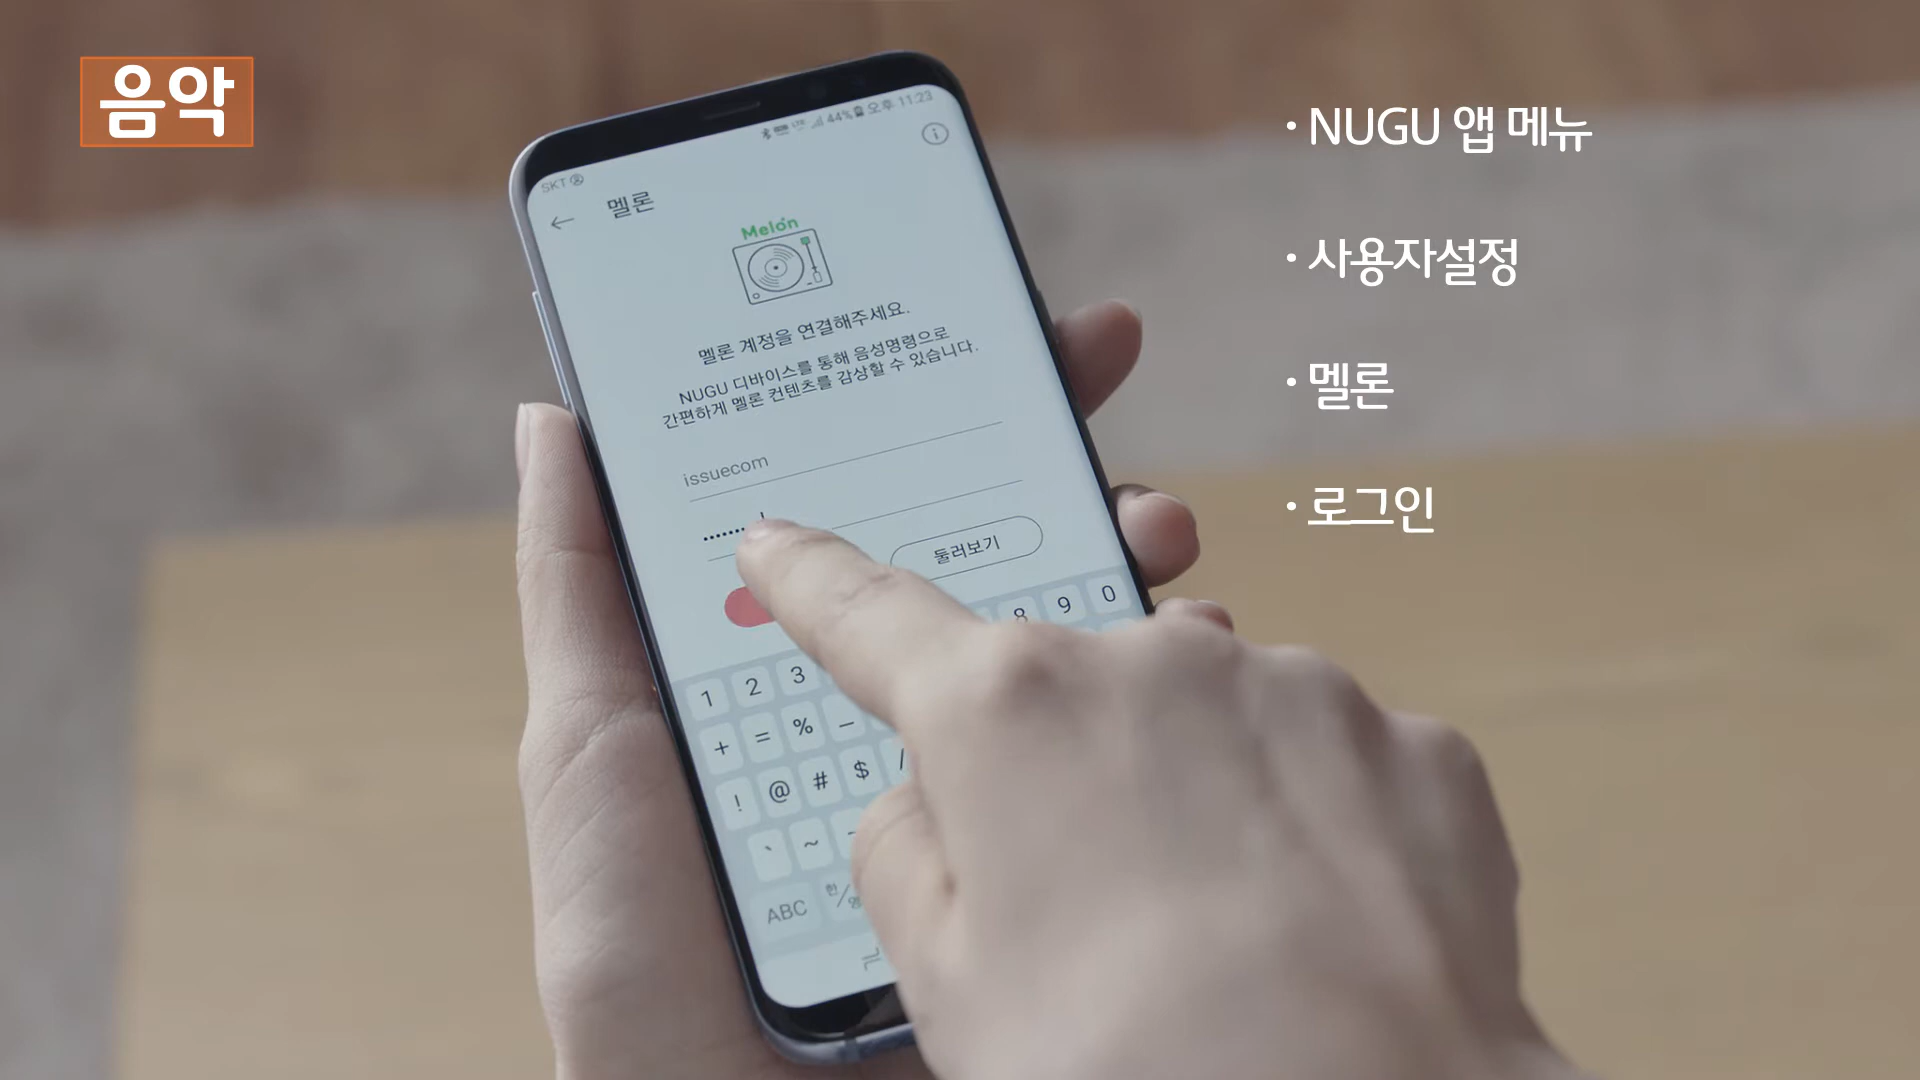 음악
· NUGU 앱 메뉴
· 사용자설정
· 멜론
· 로그인
SKT
44% 오후 11:23
← 멜론
Melon
멜론 계정을 연결해주세요.
NUGU 디바이스를 통해 음성명령으로
간편하게 멜론 컨텐츠를 감상할 수 있습니다.
issuecom
둘러보기
1 2 3 8 9 0
+ = % _
! @ # $ /
` ~
ABC 한/영